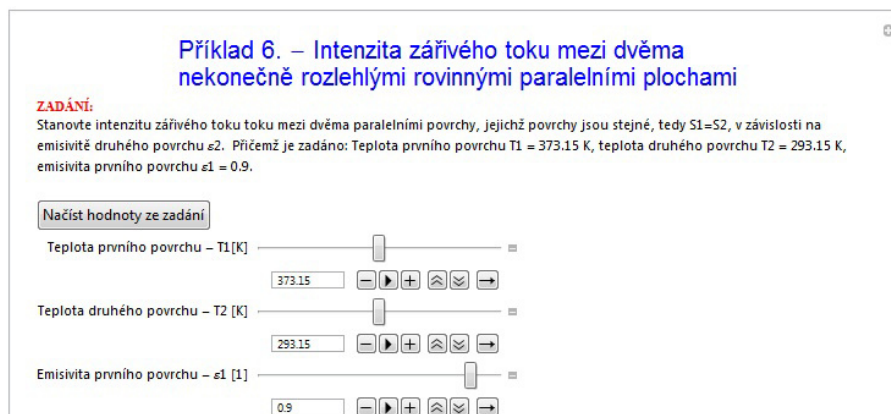 Příklad 6. – Intenzita zářivého toku mezi dvěma
nekonečně rozlehlými rovinnými paralelními plochami
ZADÁNÍ:
Stanovte intenzitu zářivého toku toku mezi dvěma paralelními povrchy, jejichž povrchy jsou stejné, tedy S1=S2, v závislosti na
emisivitě druhého povrchu ε2. Přičemž je zadáno: Teplota prvního povrchu T1 = 373.15 K, teplota druhého povrchu T2 = 293.15 K,
emisivita prvního povrchu ε1 = 0.9.
Načíst hodnoty ze zadání
Teplota prvního povrchu – T1[K]
373.15
Teplota druhého povrchu – T2 [K]
293.15
Emisivita prvního povrchu – ε1 [1]
0.9